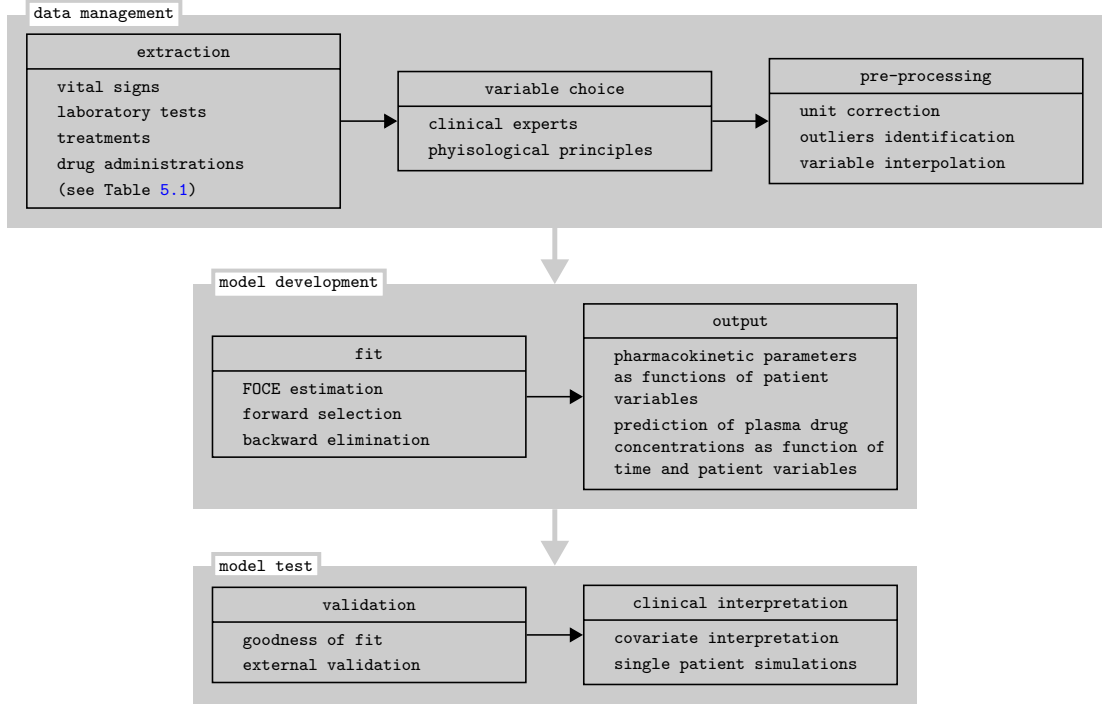 data management
extraction
vital signs
laboratory tests
treatments
drug administrations
(see Table 5.1)
variable choice
clinical experts
phyisological principles
pre-processing
unit correction
outliers identification
variable interpolation
model development
fit
FOCE estimation
forward selection
backward elimination
output
pharmacokinetic parameters
as functions of patient
variables
prediction of plasma drug
concentrations as function of
time and patient variables
model test
validation
goodness of fit
external validation
clinical interpretation
covariate interpretation
single patient simulations